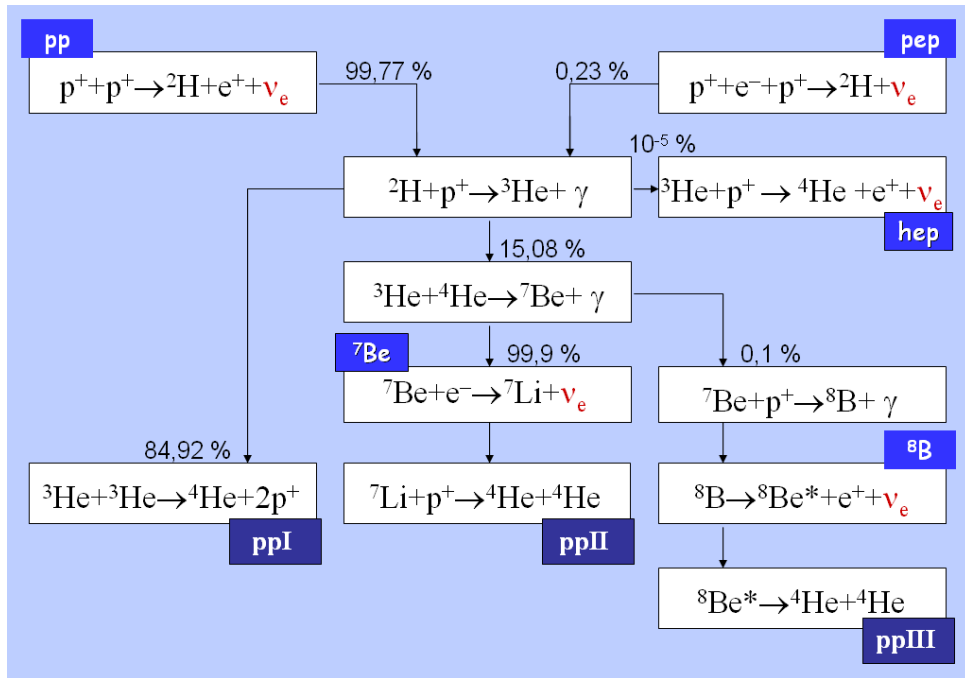 pp
pep
p⁺+p⁺→²H+e⁺+νₑ
99,77 %
0,23 %
p⁺+e⁻+p⁺→²H+νₑ
10⁻⁵ %
²H+p⁺→³He+ γ
³He+p⁺ → ⁴He +e⁺+νₑ
hep
15,08 %
³He+⁴He→⁷Be+ γ
⁷Be
99,9 %
0,1 %
⁷Be+e⁻→⁷Li+νₑ
⁷Be+p⁺→⁸B+ γ
84,92 %
⁸B
³He+³He→⁴He+2p⁺
⁷Li+p⁺→⁴He+⁴He
⁸B→⁸Be*+e⁺+νₑ
ppI
ppII
⁸Be*→⁴He+⁴He
ppIII